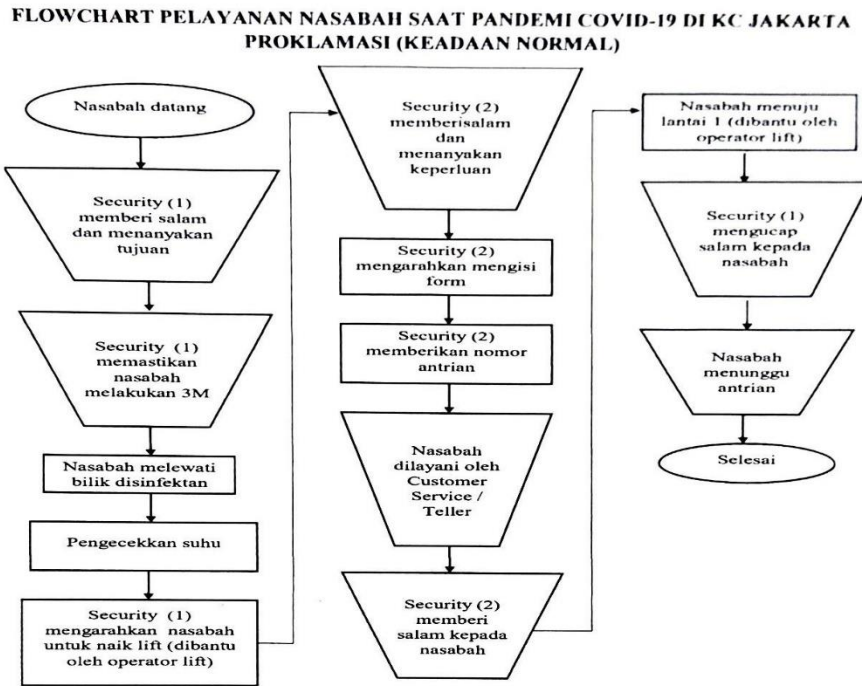 FLOWCHART PELAYANAN NASABAH SAAT PANDEMI COVID-19 DI KC JAKARTA
PROKLAMASI (KEADAAN NORMAL)
Nasabah datang
Security (1)
memberi salam
dan menanyakan
tujuan
Security (1)
memastikan
nasabah
melakukan 3M
Nasabah melewati
bilik disinfektan
Pengecekkan suhu
Security (1)
mengarahkan nasabah
untuk naik lift (dibantu
oleh operator lift)
Security (2)
memberisalam
dan
menanyakan
keperluan
Security (2)
mengarahkan mengisi
form
Security (2)
memberikan nomor
antrian
Nasabah
dilayani oleh
Customer
Service /
Teller
Security (2)
memberi
salam kepada
nasabah
Nasabah menuju
lantai 1 (dibantu oleh
operator lift)
Security (1)
mengucap
salam kepada
nasabah
Nasabah
menunggu
antrian
Selesai